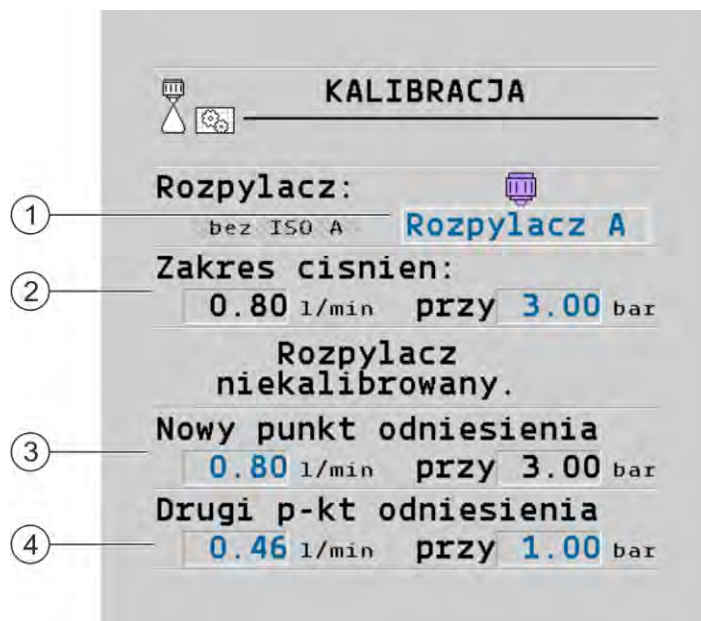 KALIBRACJA
Rozpylacz:
1 bez ISO A Rozpylacz A
Zakres cisnien:
2 0.80 l/min przy 3.00 bar
Rozpylacz
niekalibrowany.
Nowy punkt odniesienia
3 0.80 l/min przy 3.00 bar
Drugi p-kt odniesienia
4 0.46 l/min przy 1.00 bar